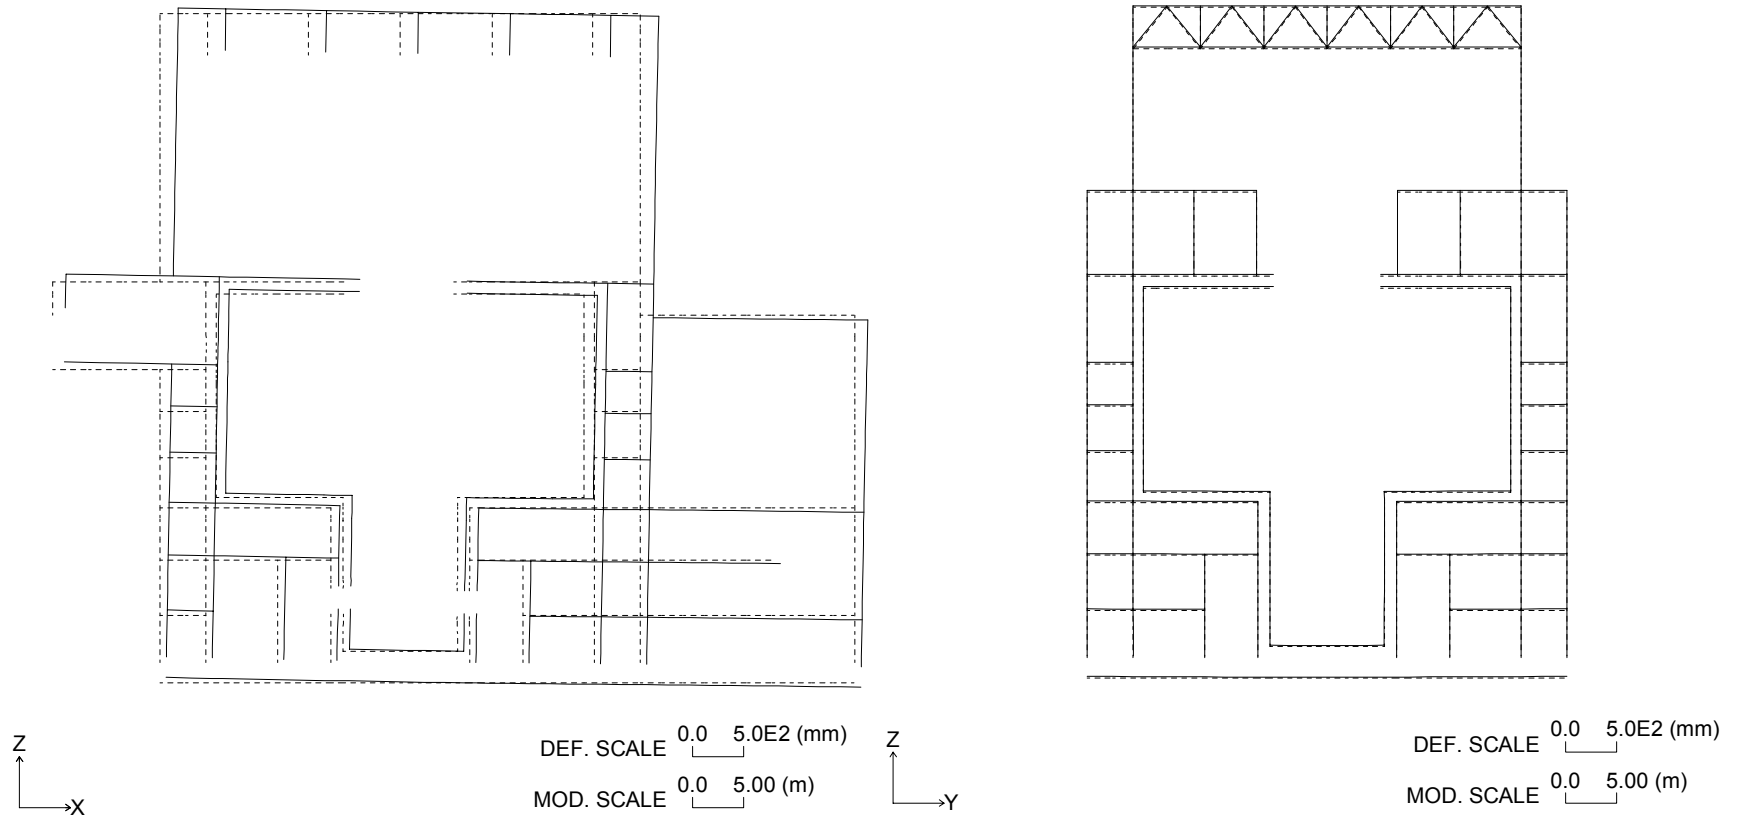 Z
X
DEF. SCALE 0.0 5.0E2 (mm)
MOD. SCALE 0.0 5.00 (m)
Z
Y
DEF. SCALE 0.0 5.0E2 (mm)
MOD. SCALE 0.0 5.00 (m)